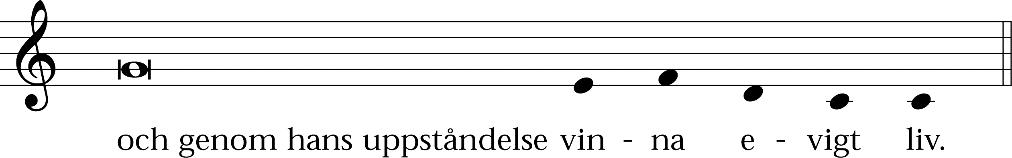 och genom hans uppståndelse vin - na e - vigt liv.